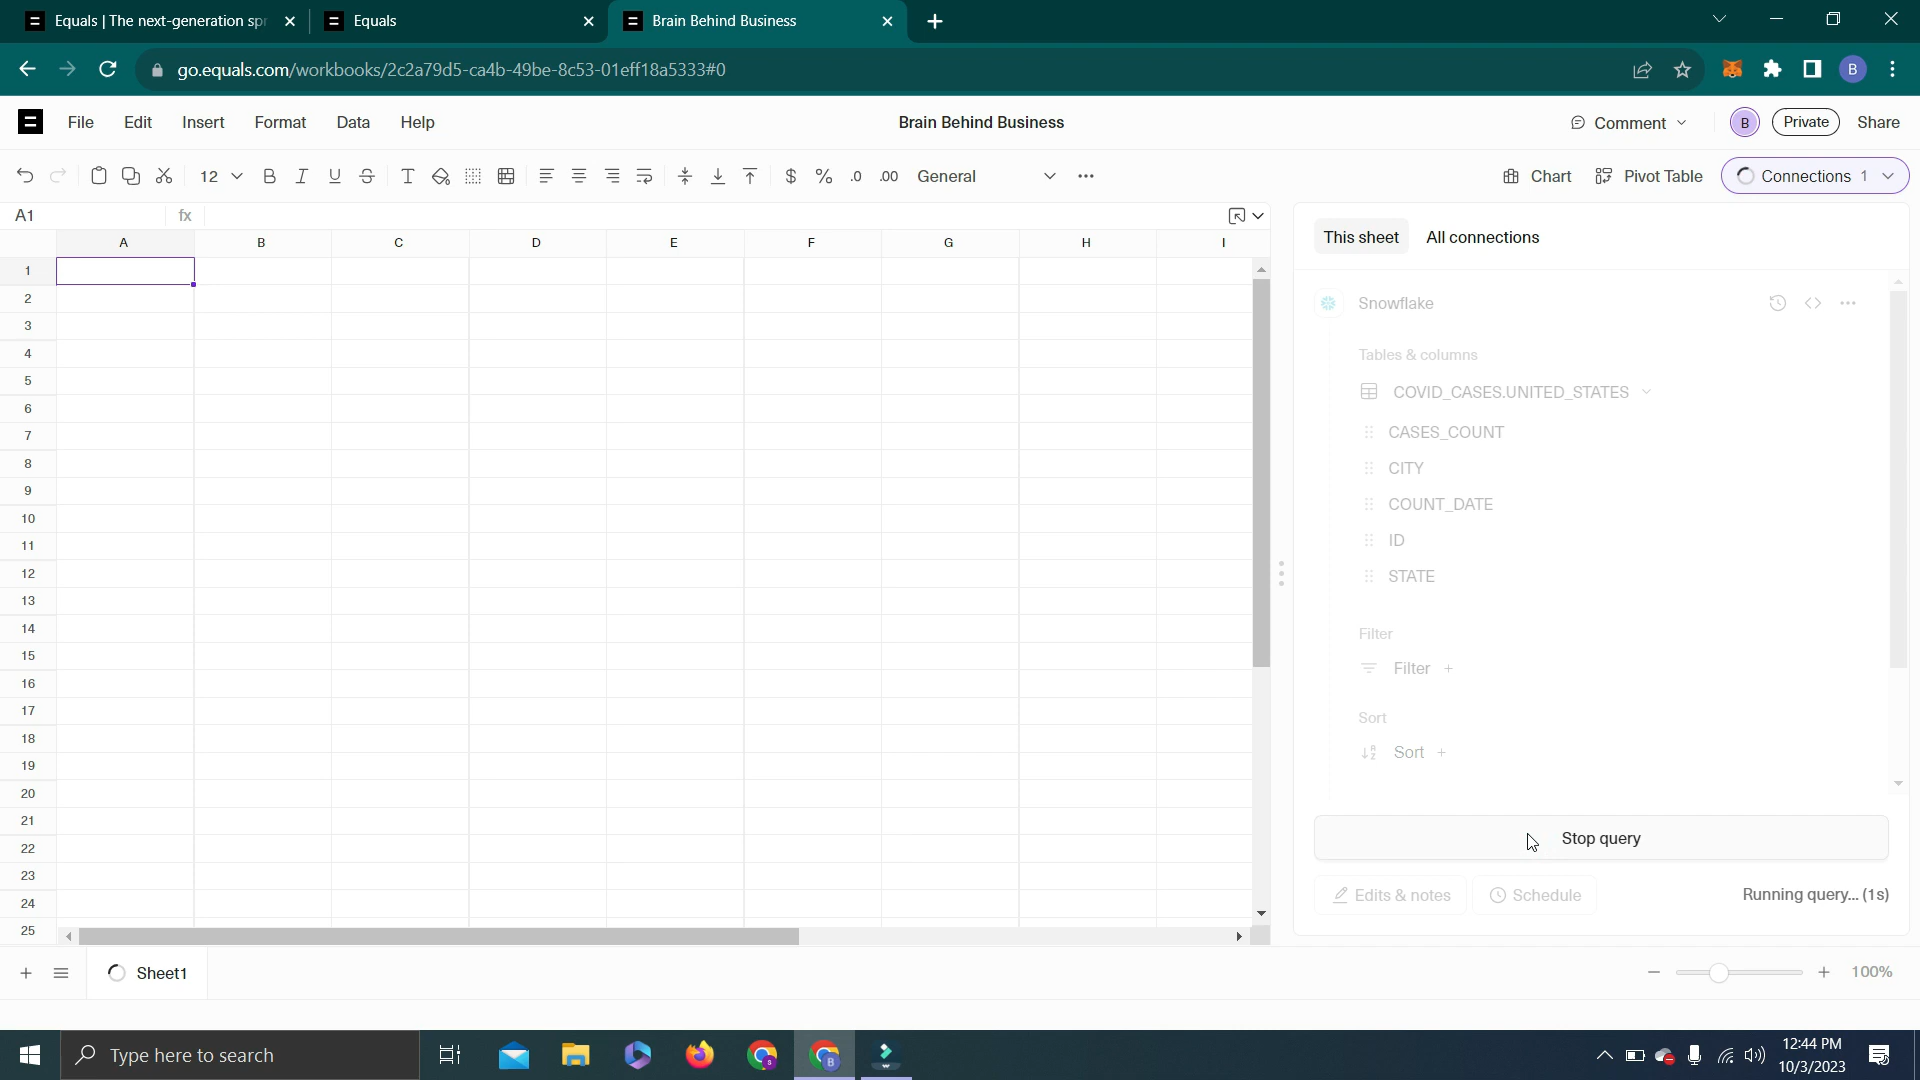 Equals | The next-generation spr
Equals
Brain Behind Business
go.equals.com/workbooks/2c2a79d5-ca4b-49be-8c53-01eff18a5333#0
B
File Edit Insert Format Data Help
Brain Behind Business
Comment
B
Private
Share
12
$ % .0 .00 General
Chart
Pivot Table
Connections 1
A1
fx
A B C D E F G H I
1
2
3
4
5
6
7
8
9
10
11
12
13
14
15
16
17
18
19
20
21
22
23
24
25
This sheet All connections
Snowflake
Tables & columns
COVID_CASES.UNITED_STATES
CASES_COUNT
CITY
COUNT_DATE
ID
STATE
Filter
Filter +
Sort
Sort +
Stop query
Edits & notes Schedule Running query... (1s)
Sheet1
100%
Type here to search
12:44 PM
10/3/2023